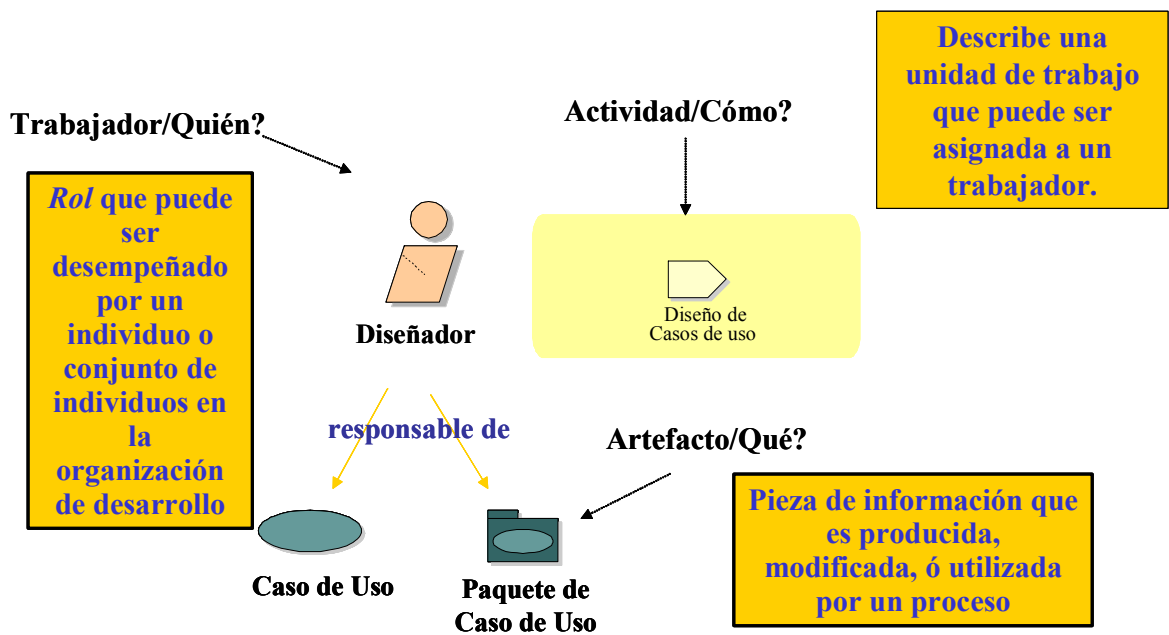 Trabajador/Quién?
Rol que puede
ser
desempeñado
por un
individuo o
conjunto de
individuos en
la
organización
de desarrollo
Diseñador
responsable de
Caso de Uso
Paquete de
Caso de Uso
Actividad/Cómo?
Diseño de
Casos de uso
Describe una
unidad de trabajo
que puede ser
asignada a un
trabajador.
Artefacto/Qué?
Pieza de información que
es producida,
modificada, ó utilizada
por un proceso